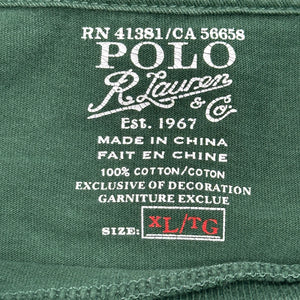 RN 41381/CA 56658
POLO
R. Lauren
& Co.
Est. 1967
MADE IN CHINA
FAIT EN CHINE
100% COTTON/COTON
EXCLUSIVE OF DECORATION
GARNITURE EXCLUE
SIZE: XL/TG